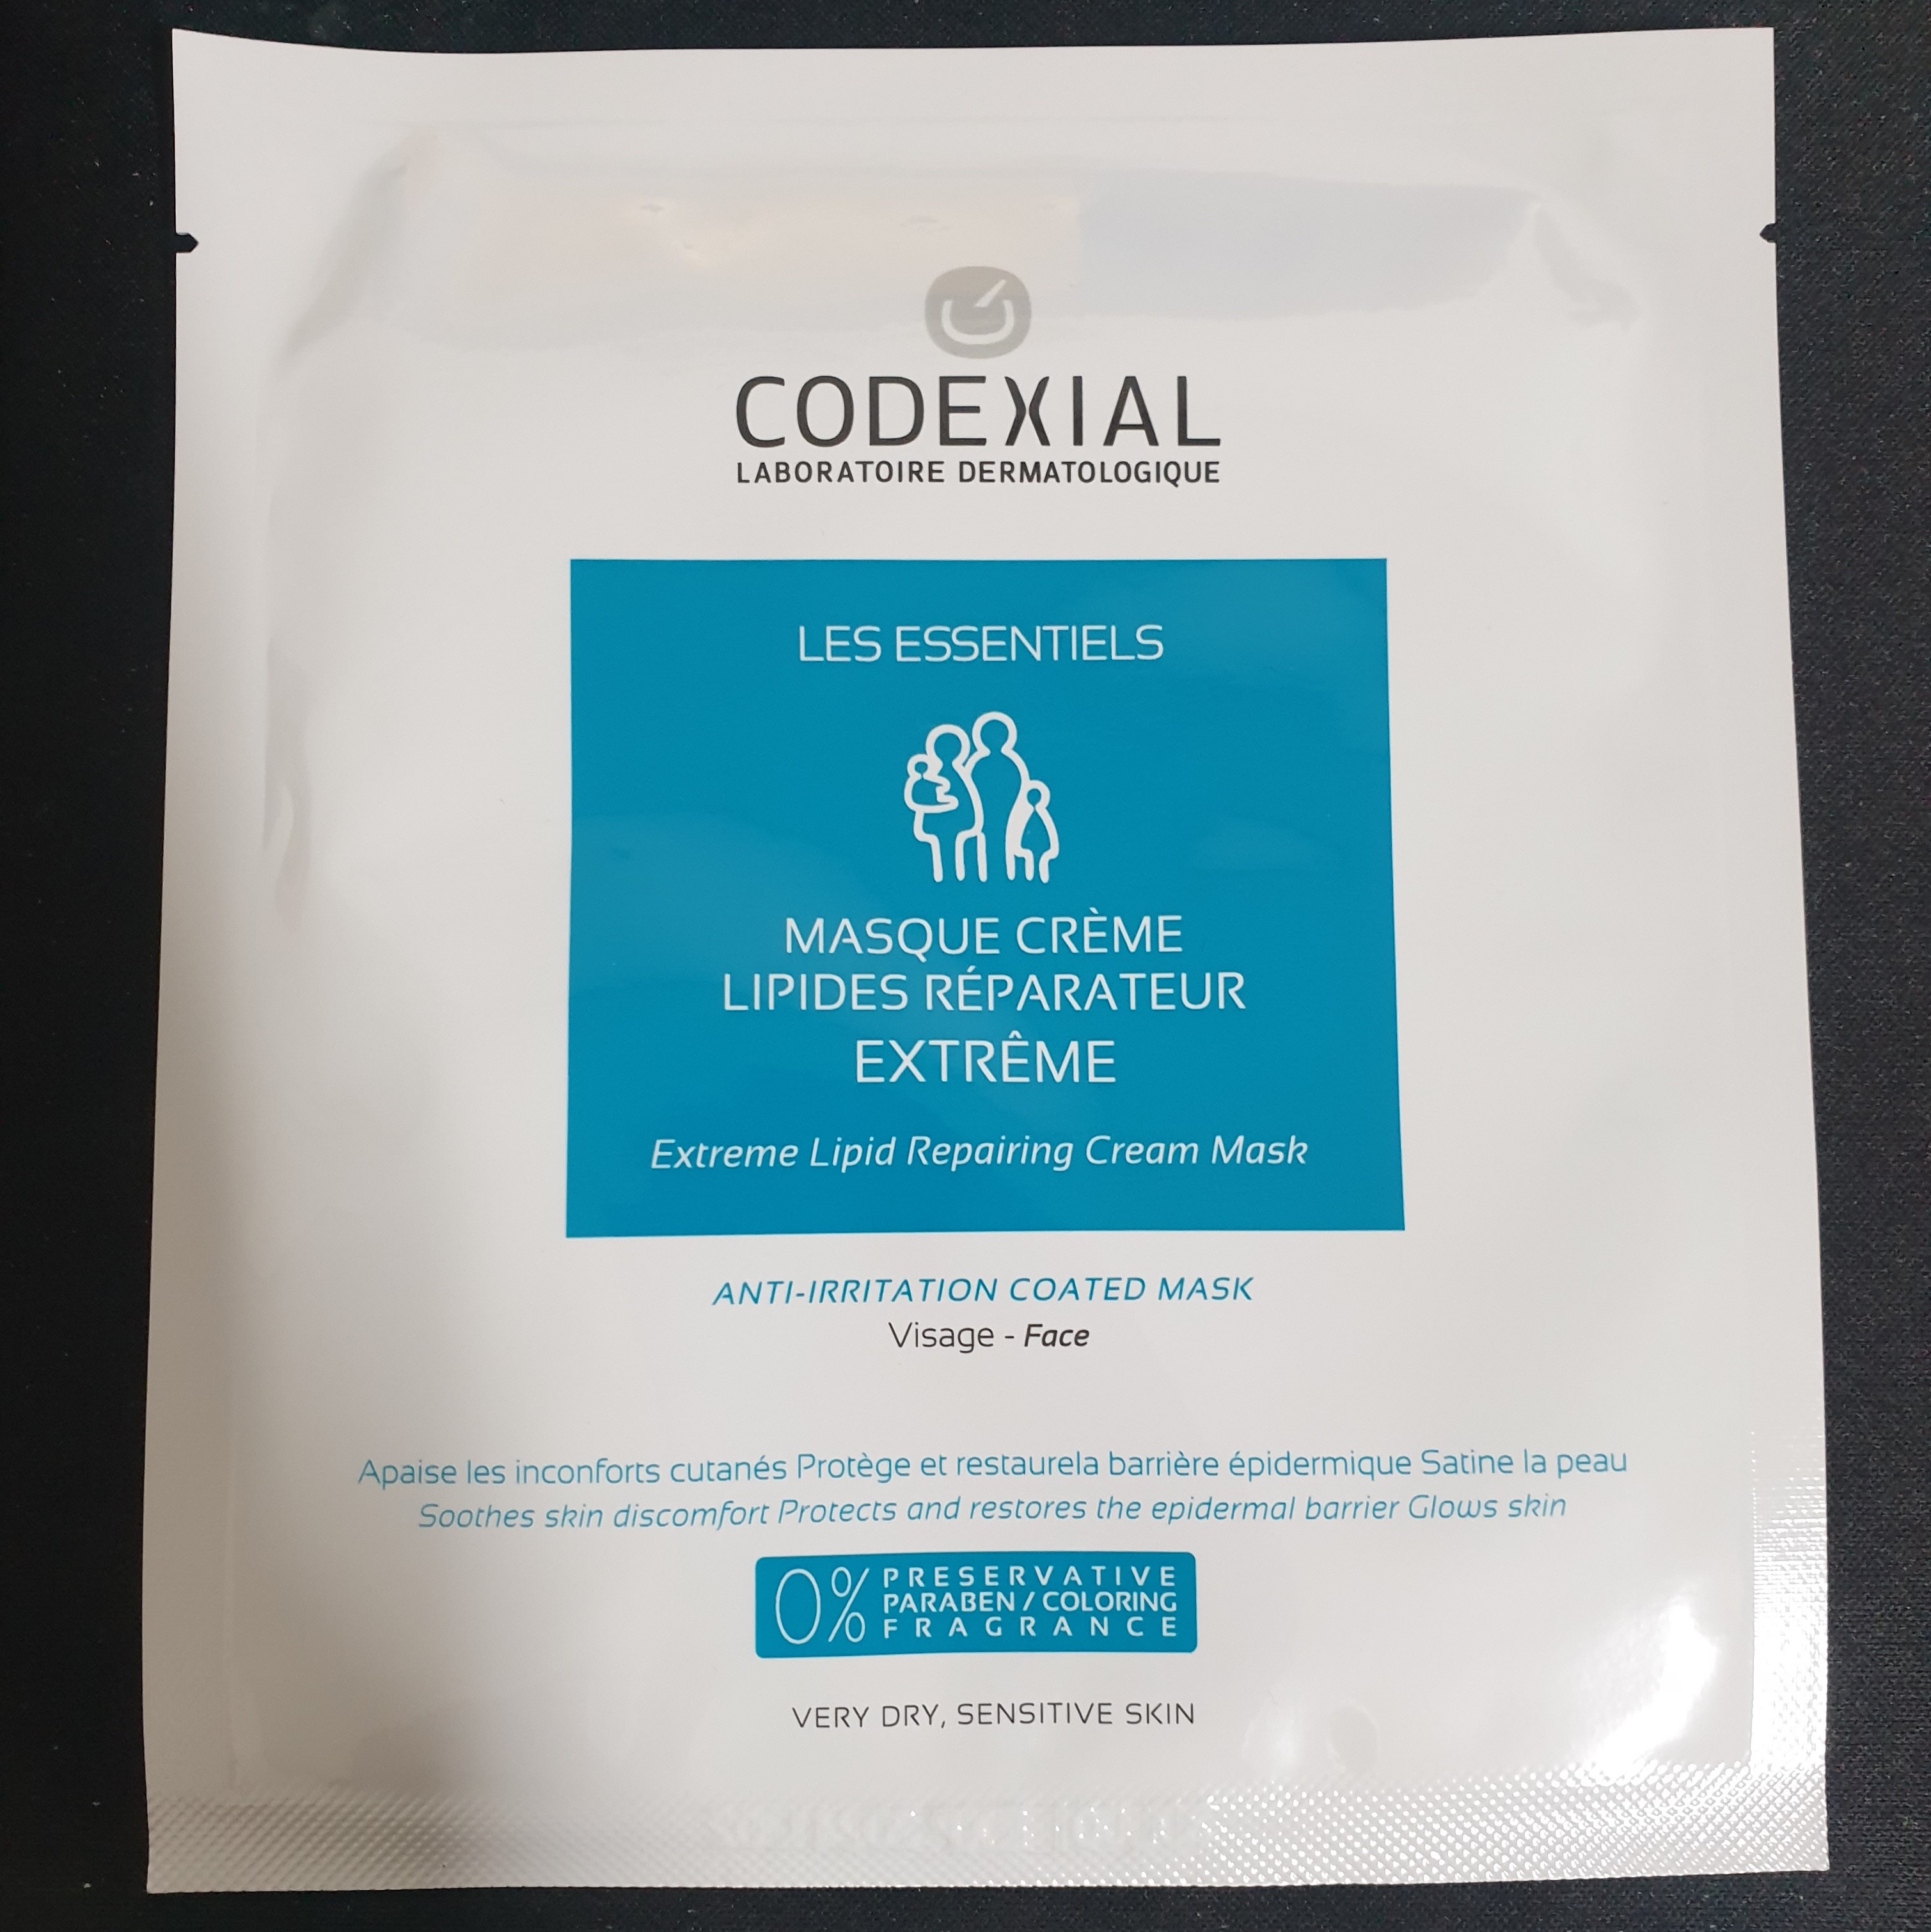 CODEXIAL
LABORATOIRE DERMATOLOGIQUE
LES ESSENTIELS
MASQUE CRÈME
LIPIDES RÉPARATEUR
EXTRÊME
Extreme Lipid Repairing Cream Mask
ANTI-IRRITATION COATED MASK
Visage - Face
Apaise les inconforts cutanés Protège et restaurela barrière épidermique Satine la peau
Soothes skin discomfort Protects and restores the epidermal barrier Glows skin
0% PRESERVATIVE
PARABEN / COLORING
FRAGRANCE
VERY DRY, SENSITIVE SKIN